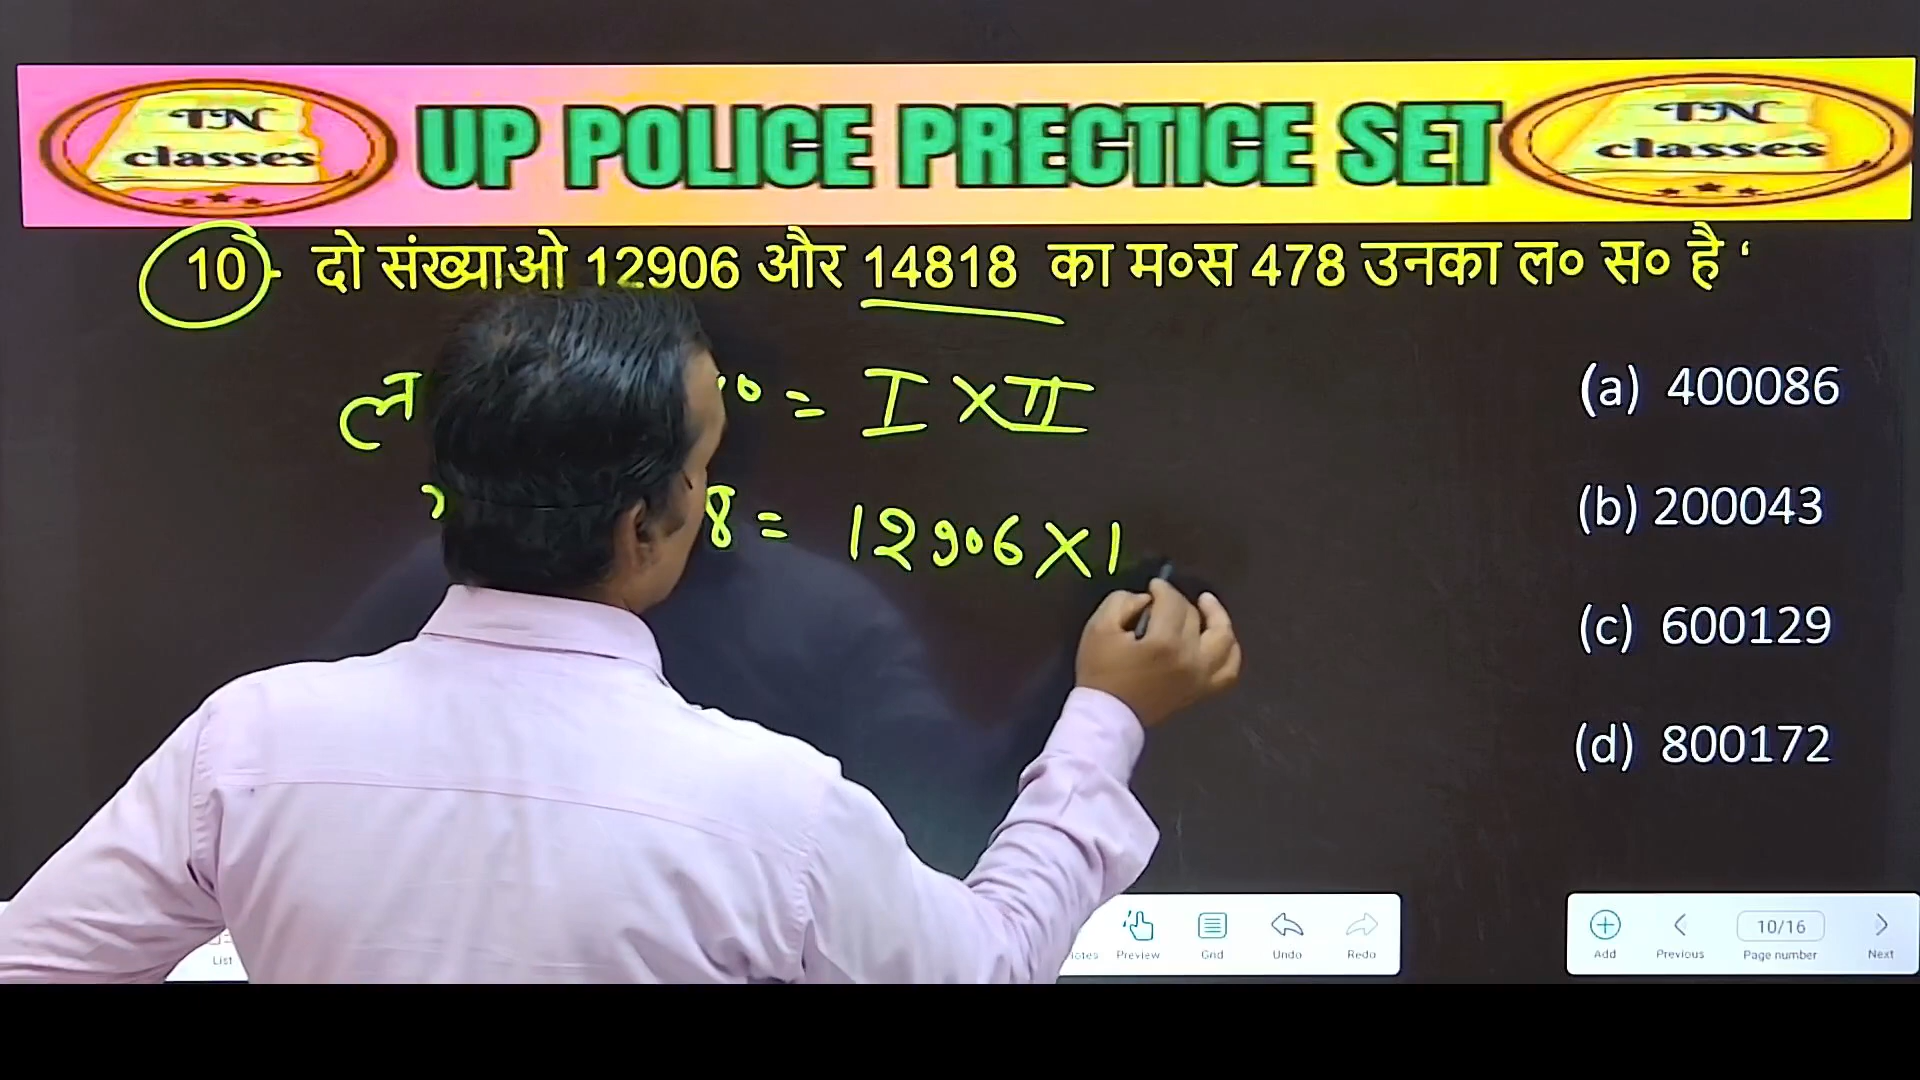 TN
classes
UP POLICE PRECTICE SET
TN
classes
10- दो संख्याओ 12906 और 14818 का म०स 478 उनका ल० स० है ‘
ल = I × II
8 = 12906 × 1
(a) 400086
(b) 200043
(c) 600129
(d) 800172
List
Preview
Grid
Undo
Redo
Add
Previous
10/16
Page number
Next